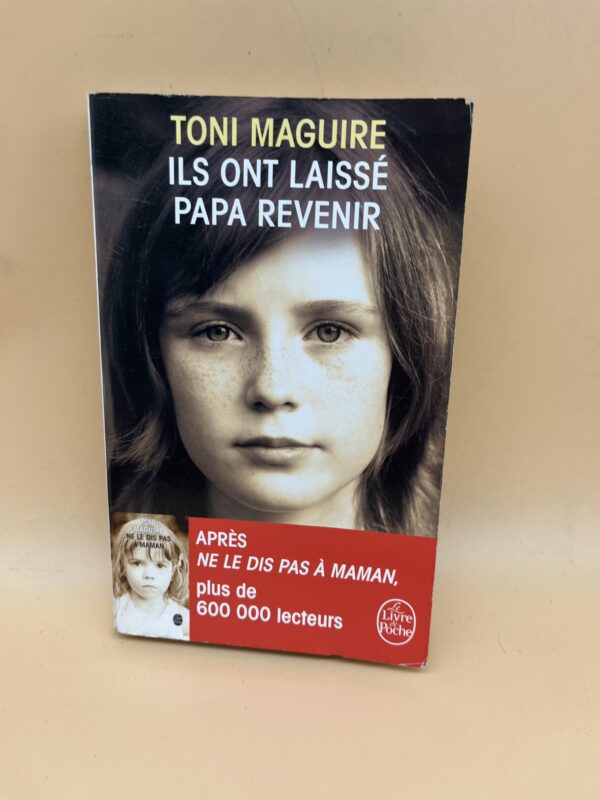 TONI MAGUIRE
ILS ONT LAISSÉ
PAPA REVENIR
TONI
MAGUIRE
NE LE DIS PAS
À MAMAN
APRÈS
NE LE DIS PAS À MAMAN,
plus de
600 000 lecteurs
Le
Livre
de
Poche